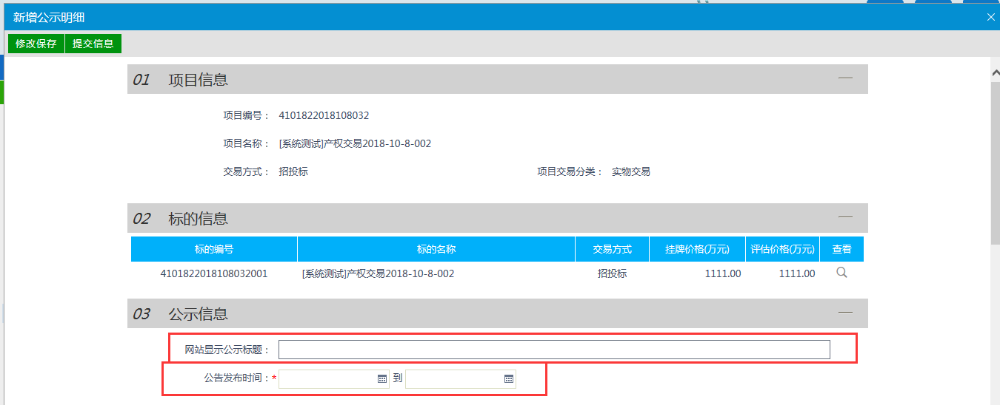 新增公示明细
修改保存 提交信息
01 项目信息
项目编号： 4101822018108032
项目名称： [系统测试]产权交易2018-10-8-002
交易方式： 招投标 项目交易分类： 实物交易
02 标的信息
标的编号 标的名称 交易方式 挂牌价格(万元) 评估价格(万元) 查看
4101822018108032001 [系统测试]产权交易2018-10-8-002 招投标 1111.00 1111.00
03 公示信息
网站显示公示标题：
公告发布时间：* 到